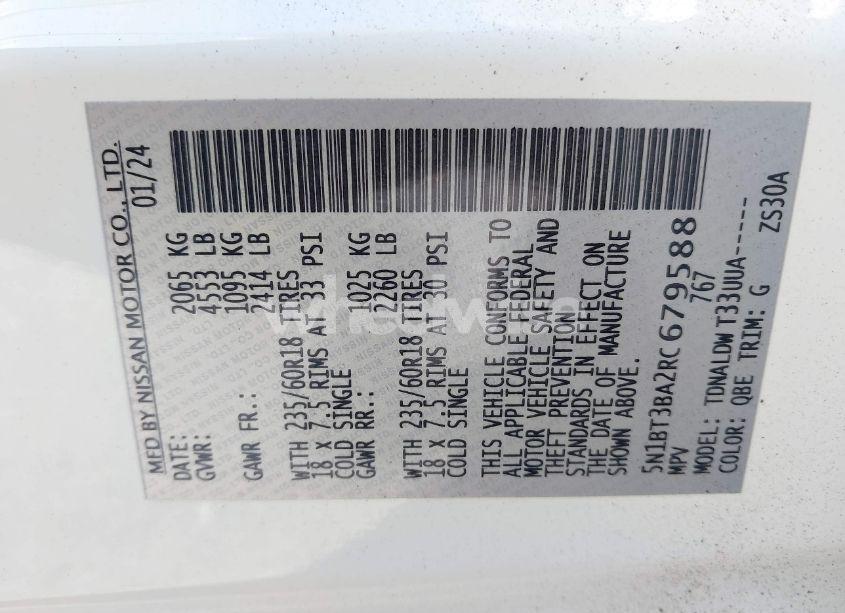 MFD BY NISSAN MOTOR CO., LTD.
DATE: 01/24
GVWR: 2065 KG
4553 LB
GAWR FR.: 1095 KG
2414 LB
WITH 235/60R18 TIRES
18 X 7.5 RIMS AT 33 PSI
COLD SINGLE
GAWR RR.: 1025 KG
2260 LB
WITH 235/60R18 TIRES
18 X 7.5 RIMS AT 30 PSI
COLD SINGLE
THIS VEHICLE CONFORMS TO
ALL APPLICABLE FEDERAL
MOTOR VEHICLE SAFETY AND
THEFT PREVENTION
STANDARDS IN EFFECT ON
THE DATE OF MANUFACTURE
SHOWN ABOVE.
5N1BT3BA2RC679588
MPV 767
MODEL: TDNALDW T33UUA-----
COLOR: QBE TRIM: G ZS30A